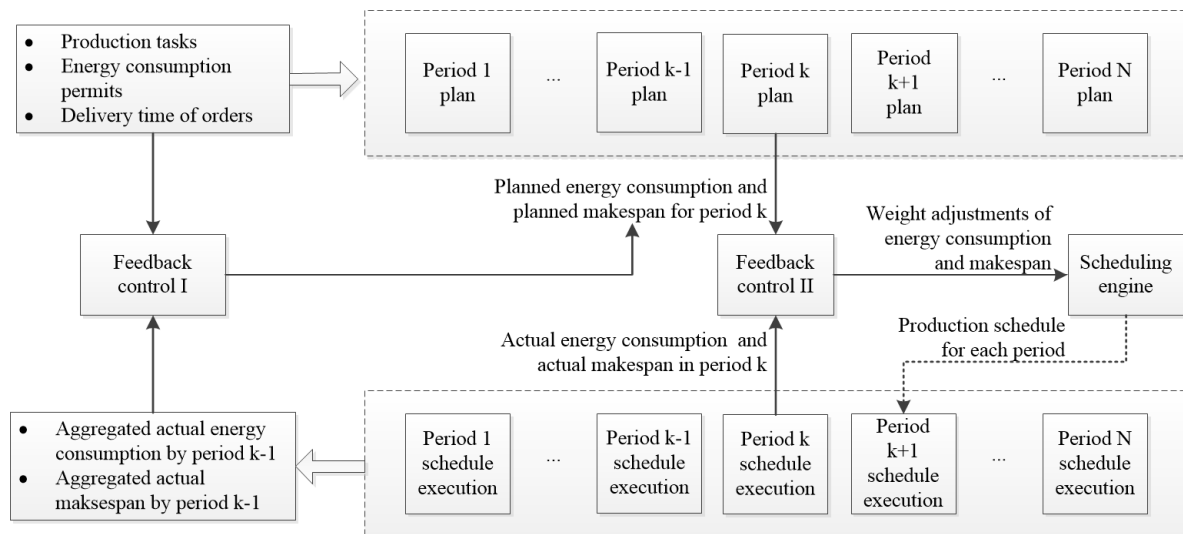 ● Production tasks
● Energy consumption
permits
● Delivery time of orders
Period 1
plan
...
Period k-1
plan
Period k
plan
Period
k+1
plan
...
Period N
plan
Planned energy consumption and
planned makespan for period k
Weight adjustments of
energy consumption
and makespan
Feedback
control I
Feedback
control II
Scheduling
engine
Actual energy consumption and
actual makespan in period k
Production schedule
for each period
● Aggregated actual energy
consumption by period k-1
● Aggregated actual
maksespan by period k-1
Period 1
schedule
execution
...
Period k-1
schedule
execution
Period k
schedule
execution
Period
k+1
schedule
execution
...
Period N
schedule
execution